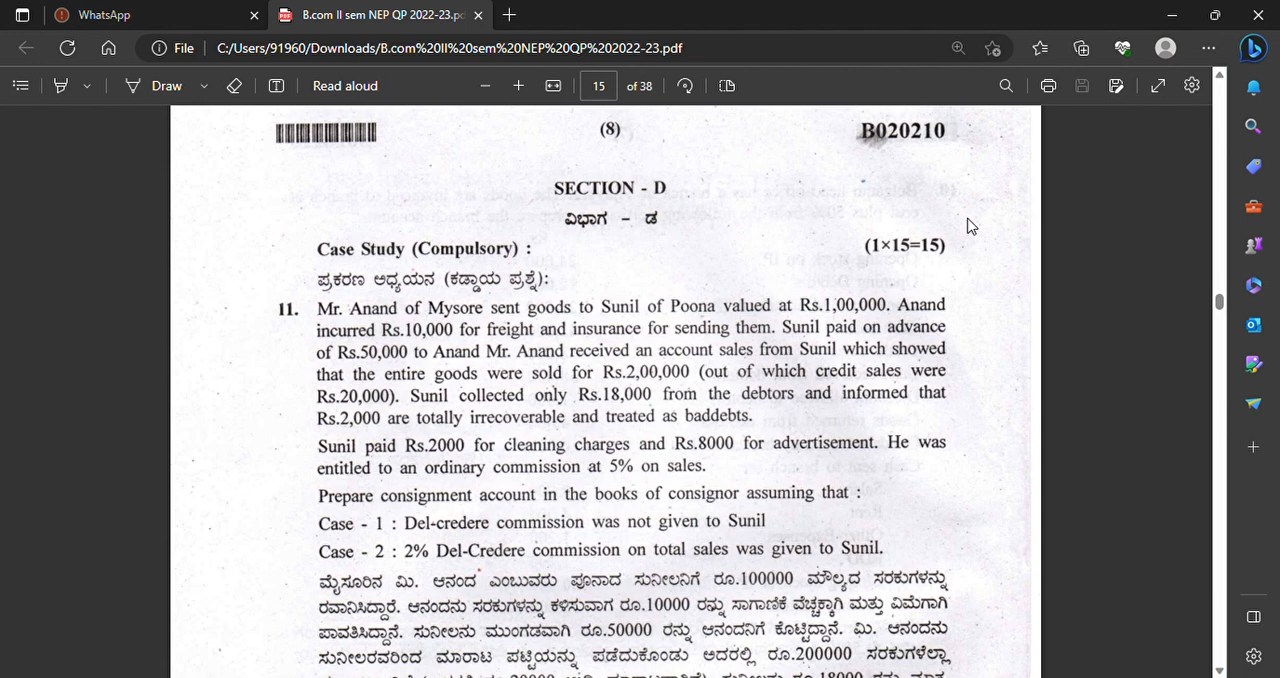 WhatsApp
B.com II sem NEP QP 2022-23.pdf
File C:/Users/91960/Downloads/B.com%20II%20sem%20NEP%20QP%202022-23.pdf
Draw Read aloud 15 of 38
(8) B020210
SECTION - D
ವಿಭಾಗ - ಡ
Case Study (Compulsory) : (1×15=15)
ಪ್ರಕರಣ ಅಧ್ಯಯನ (ಕಡ್ಡಾಯ ಪ್ರಶ್ನೆ):
11. Mr. Anand of Mysore sent goods to Sunil of Poona valued at Rs.1,00,000. Anand
incurred Rs.10,000 for freight and insurance for sending them. Sunil paid on advance
of Rs.50,000 to Anand Mr. Anand received an account sales from Sunil which showed
that the entire goods were sold for Rs.2,00,000 (out of which credit sales were
Rs.20,000). Sunil collected only Rs.18,000 from the debtors and informed that
Rs.2,000 are totally irrecoverable and treated as baddebts.
Sunil paid Rs.2000 for cleaning charges and Rs.8000 for advertisement. He was
entitled to an ordinary commission at 5% on sales.
Prepare consignment account in the books of consignor assuming that :
Case - 1 : Del-credere commission was not given to Sunil
Case - 2 : 2% Del-Credere commission on total sales was given to Sunil.
ಮೈಸೂರಿನ ಮಿ. ಆನಂದ ಎಂಬುವರು ಪೂನಾದ ಸುನೀಲನಿಗೆ ರೂ.100000 ಮೌಲ್ಯದ ಸರಕುಗಳನ್ನು
ರವಾನಿಸಿದ್ದಾರೆ. ಆನಂದನು ಸರಕುಗಳನ್ನು ಕಳಿಸುವಾಗ ರೂ.10000 ರಷ್ಟು ಸಾಗಾಣಿಕೆ ವೆಚ್ಚಕ್ಕಾಗಿ ಮತ್ತು ವಿಮೆಗಾಗಿ
ಪಾವತಿಸಿದ್ದಾನೆ. ಸುನೀಲನು ಮುಂಗಡವಾಗಿ ರೂ.50000 ರಷ್ಟು ಆನಂದನಿಗೆ ಕೊಟ್ಟಿದ್ದಾನೆ. ಮಿ. ಆನಂದನು
ಸುನೀಲರವರಿಂದ ಮಾರಾಟ ಪಟ್ಟಿಯನ್ನು ಪಡೆದುಕೊಂಡು ಅದರಲ್ಲಿ ರೂ.200000 ಸರಕುಗಳೆಲ್ಲಾ